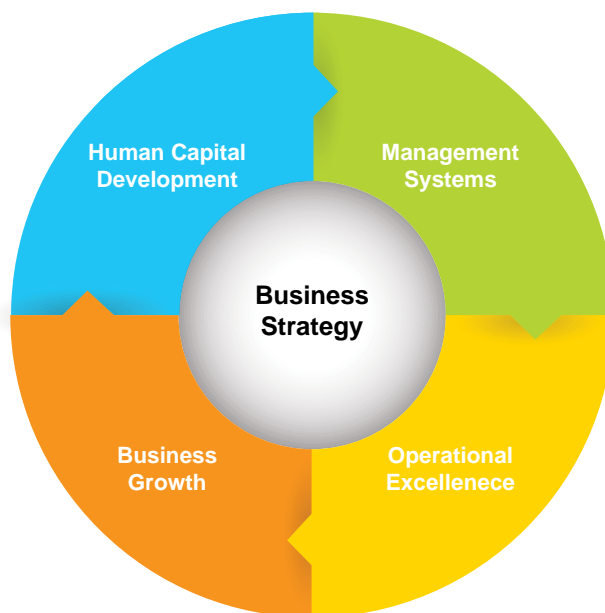 Human Capital
Development
Management
Systems
Business
Strategy
Business
Growth
Operational
Excellenece